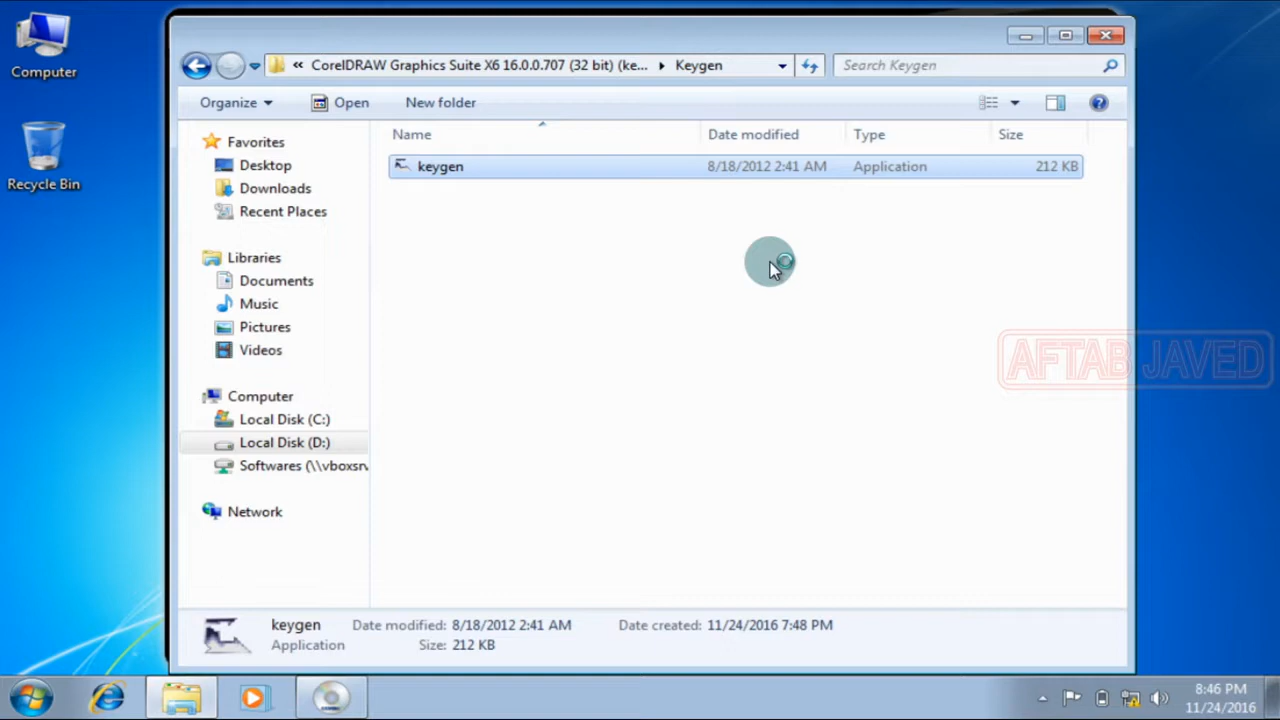 Computer
Recycle Bin
« CorelDRAW Graphics Suite X6 16.0.0.707 (32 bit) (ke... Keygen
Search Keygen
Organize
Open
New folder
Name
Date modified
Type
Size
keygen
8/18/2012 2:41 AM
Application
212 KB
Favorites
Desktop
Downloads
Recent Places
Libraries
Documents
Music
Pictures
Videos
Computer
Local Disk (C:)
Local Disk (D:)
Softwares (\\vboxsrv
Network
AFTAB JAVED
keygen
Date modified: 8/18/2012 2:41 AM
Date created: 11/24/2016 7:48 PM
Application
Size: 212 KB
8:46 PM
11/24/2016